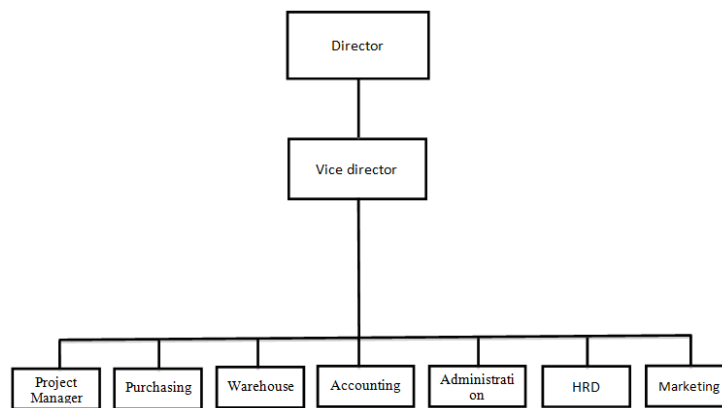 Director
Vice director
Project
Manager
Purchasing
Warehouse
Accounting
Administrati
on
HRD
Marketing